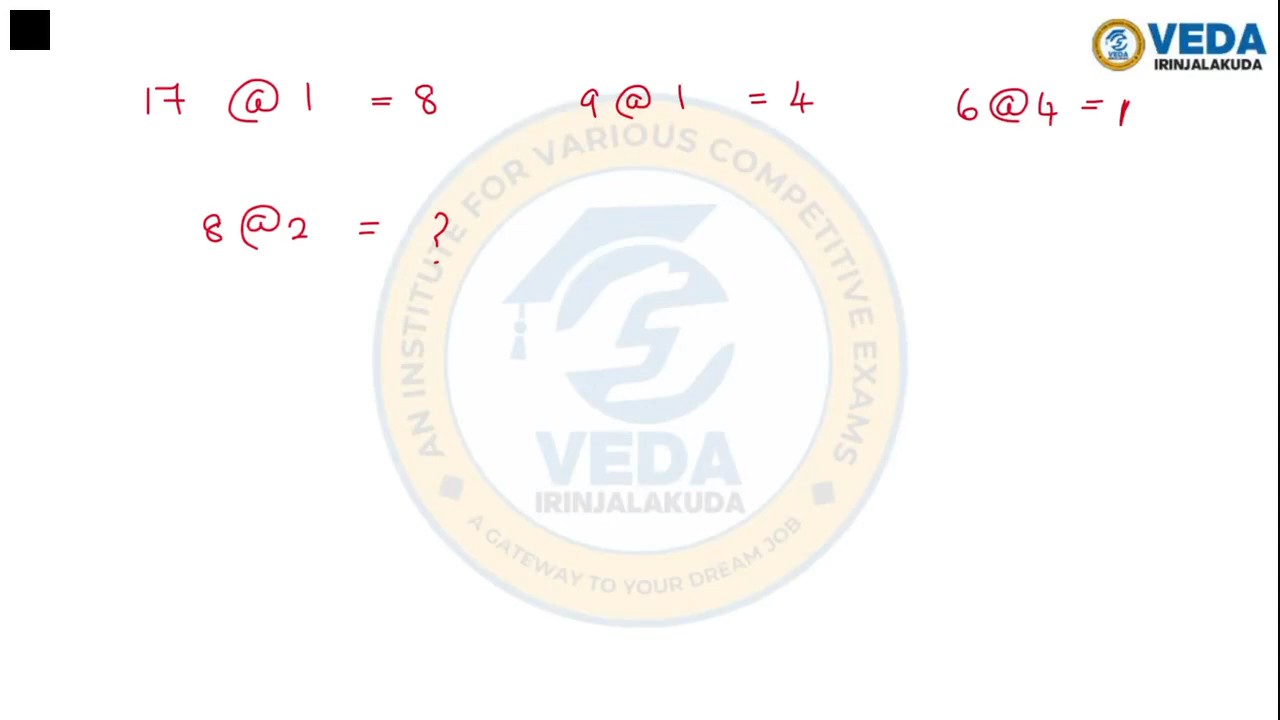 VEDA
IRINJALAKUDA
17 @ 1 = 8 9 @ 1 = 4 6 @ 4 = 1
8 @ 2 = ?
AN INSTITUTE FOR VARIOUS COMPETITIVE EXAMS
VEDA
IRINJALAKUDA
A GATEWAY TO YOUR DREAM JOB